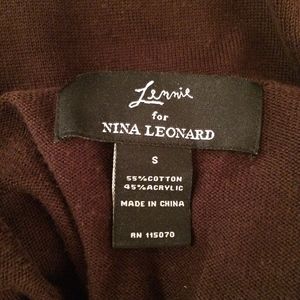 Lennie
for
NINA LEONARD
S
55%COTTON
45%ACRYLIC
MADE IN CHINA
RN 115070